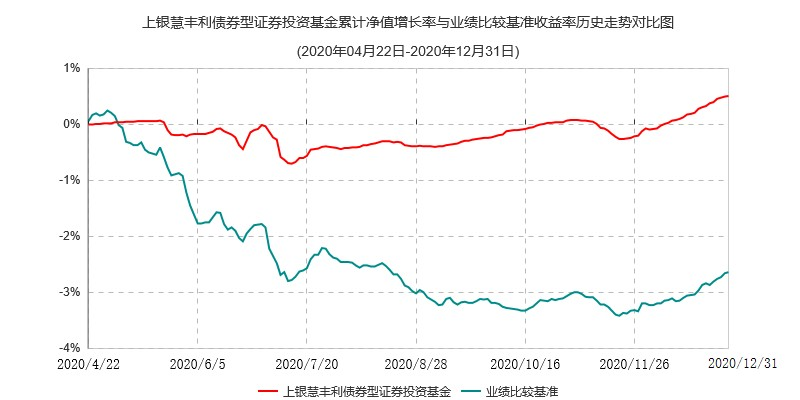 上银慧丰利债券型证券投资基金累计净值增长率与业绩比较基准收益率历史走势对比图
(2020年04月22日-2020年12月31日)
1%
0%
-1%
-2%
-3%
-4%
2020/4/22 2020/6/5 2020/7/20 2020/8/28 2020/10/16 2020/11/26 2020/12/31
上银慧丰利债券型证券投资基金 业绩比较基准